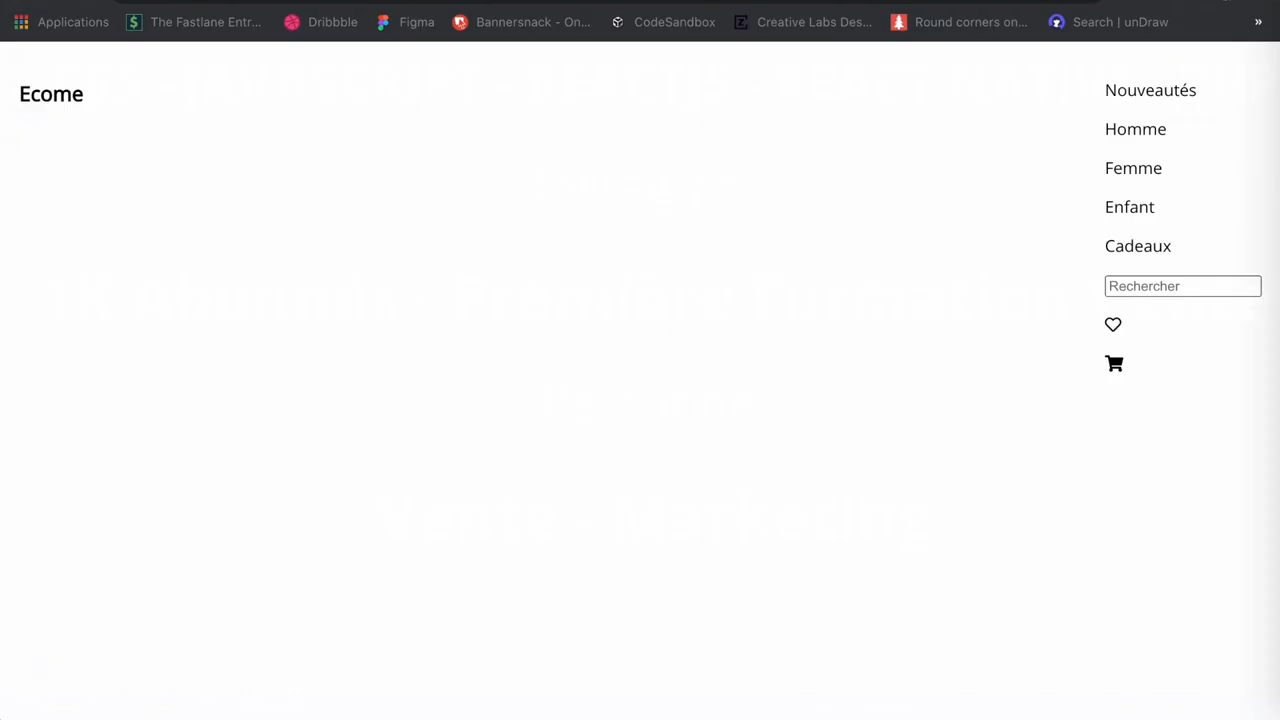 Applications
The Fastlane Entr...
Dribbble
Figma
Bannersnack - On...
CodeSandbox
Creative Labs Des...
Round corners on...
Search | unDraw
»
Ecome
Nouveautés
Homme
Femme
Enfant
Cadeaux
Rechercher